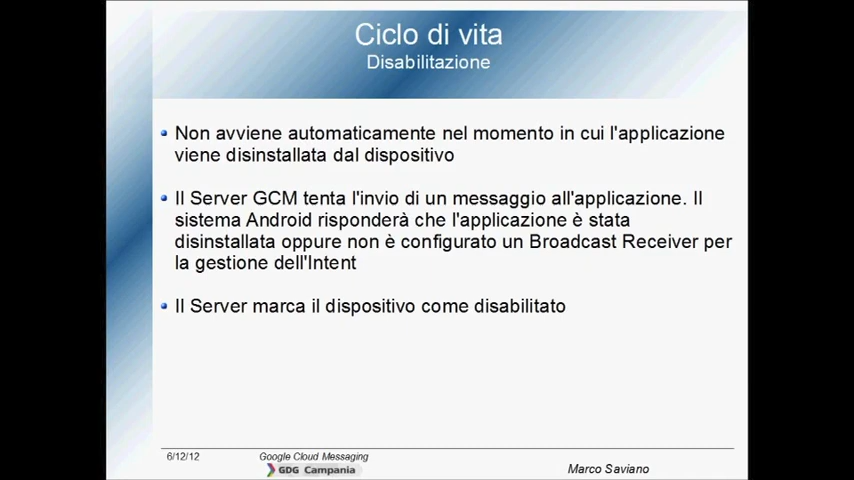 Ciclo di vita
Disabilitazione
Non avviene automaticamente nel momento in cui l'applicazione
viene disinstallata dal dispositivo
Il Server GCM tenta l'invio di un messaggio all'applicazione. Il
sistema Android risponderà che l'applicazione è stata
disinstallata oppure non è configurato un Broadcast Receiver per
la gestione dell'Intent
Il Server marca il dispositivo come disabilitato
6/12/12
Google Cloud Messaging
GDG Campania
Marco Saviano